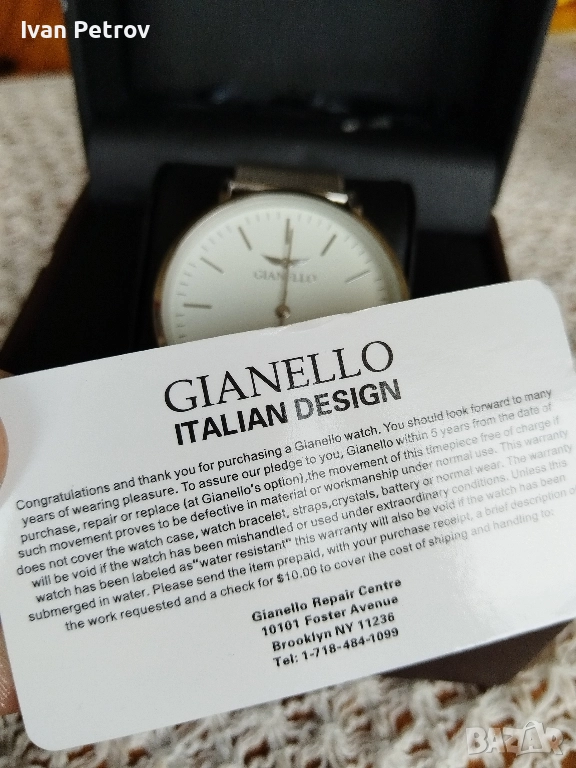 Ivan Petrov
GIANELLO
GIANELLO
ITALIAN DESIGN
Congratulations and thank you for purchasing a Gianello watch. You should look forward to many
years of wearing pleasure. To assure our pledge to you, Gianello within 5 years from the date of
purchase, repair or replace (at Gianello's option),the movement of this timepiece free of charge if
such movement proves to be defective in material or workmanship under normal use. This warranty
does not cover the watch case, watch bracelet, straps,crystals, battery or normal wear. The warranty
will be void if the watch has been mishandled or used under extraordinary conditions. Unless this
watch has been labeled as"water resistant" this warranty will also be void if the watch has been
submerged in water. Please send the item prepaid, with your purchase receipt, a brief description of
the work requested and a check for $10.00 to cover the cost of shiping and handling to:
Gianello Repair Centre
10101 Foster Avenue
Brooklyn NY 11236
Tel: 1-718-484-1099
BAZAR